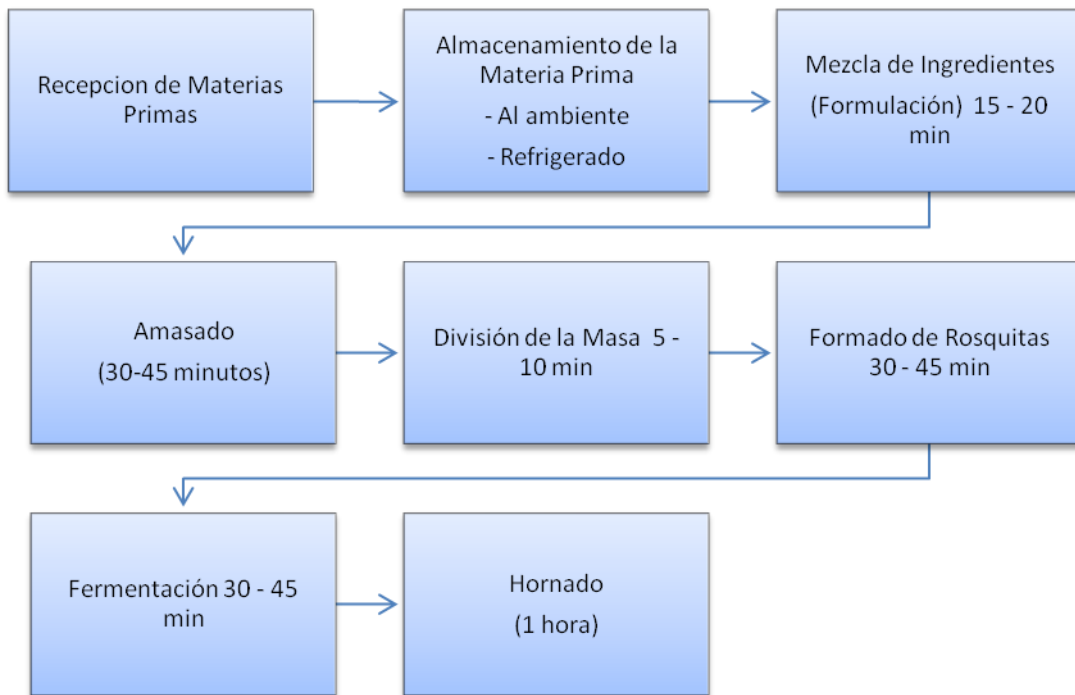 Recepcion de Materias
Primas
Almacenamiento de la
Materia Prima
- Al ambiente
- Refrigerado
Mezcla de Ingredientes
(Formulación) 15 - 20
min
Amasado
(30-45 minutos)
División de la Masa 5 -
10 min
Formado de Rosquitas
30 - 45 min
Fermentación 30 - 45
min
Hornado
(1 hora)